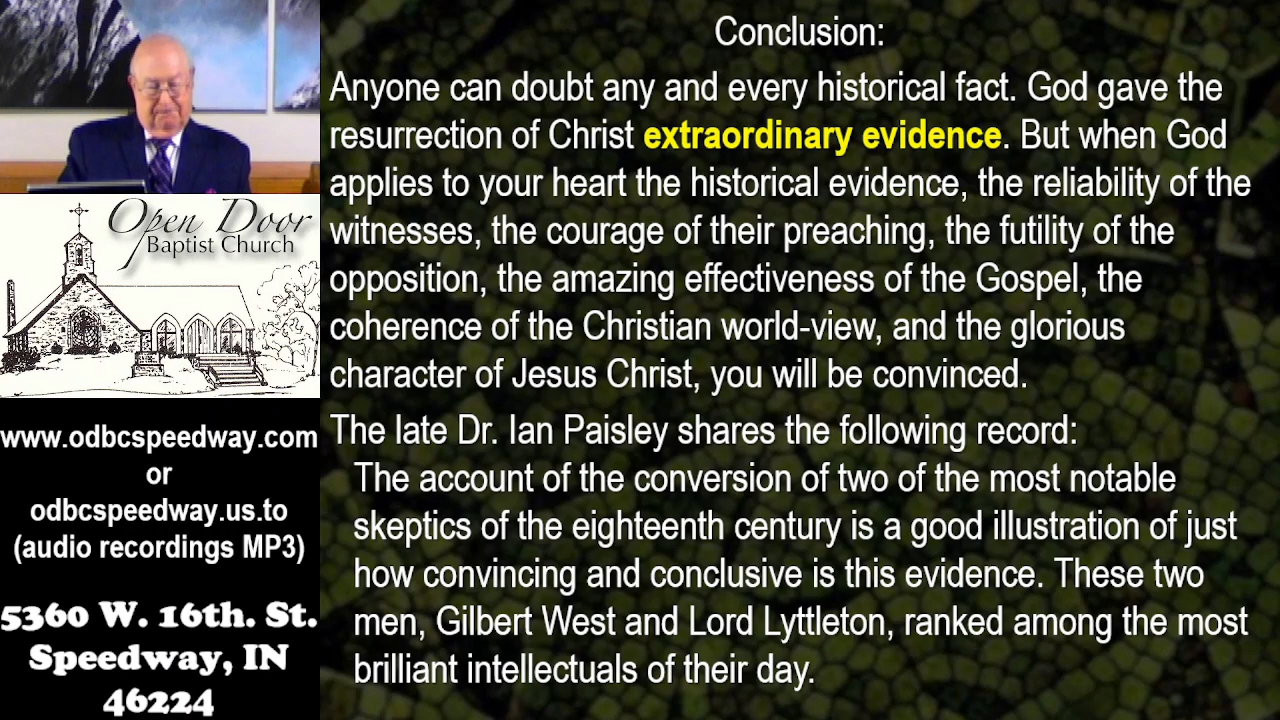 Open Door
Baptist Church
www.odbcspeedway.com
or
odbcspeedway.us.to
(audio recordings MP3)
5360 W. 16th. St.
Speedway, IN
46224
Conclusion:
Anyone can doubt any and every historical fact. God gave the
resurrection of Christ extraordinary evidence. But when God
applies to your heart the historical evidence, the reliability of the
witnesses, the courage of their preaching, the futility of the
opposition, the amazing effectiveness of the Gospel, the
coherence of the Christian world-view, and the glorious
character of Jesus Christ, you will be convinced.
The late Dr. Ian Paisley shares the following record:
The account of the conversion of two of the most notable
skeptics of the eighteenth century is a good illustration of just
how convincing and conclusive is this evidence. These two
men, Gilbert West and Lord Lyttleton, ranked among the most
brilliant intellectuals of their day.